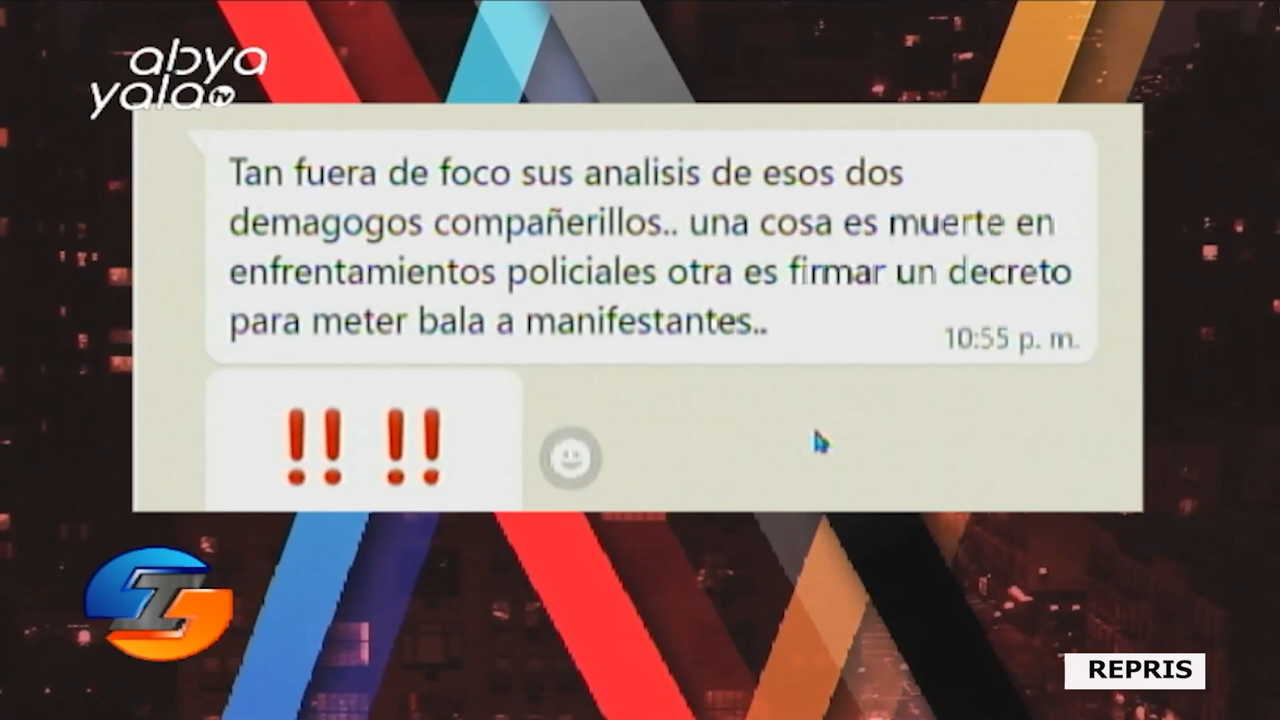 abya
yala tv
Tan fuera de foco sus analisis de esos dos
demagogos compañerillos.. una cosa es muerte en
enfrentamientos policiales otra es firmar un decreto
para meter bala a manifestantes..
10:55 p. m.
‼ ‼
REPRIS